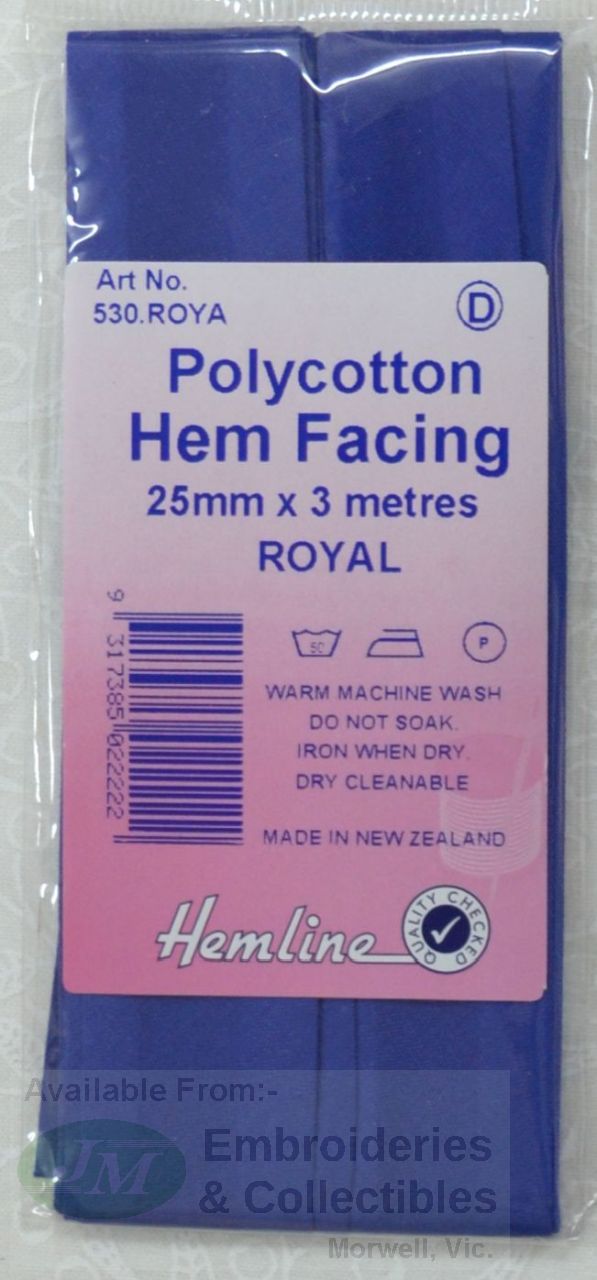 Art No.
530.ROYA
D
Polycotton
Hem Facing
25mm x 3 metres
ROYAL
9 317385 022222
50
P
WARM MACHINE WASH
DO NOT SOAK.
IRON WHEN DRY.
DRY CLEANABLE
MADE IN NEW ZEALAND
Hemline
QUALITY CHECKED
Available From:-
JM
Embroideries
& Collectibles
Morwell, Vic.